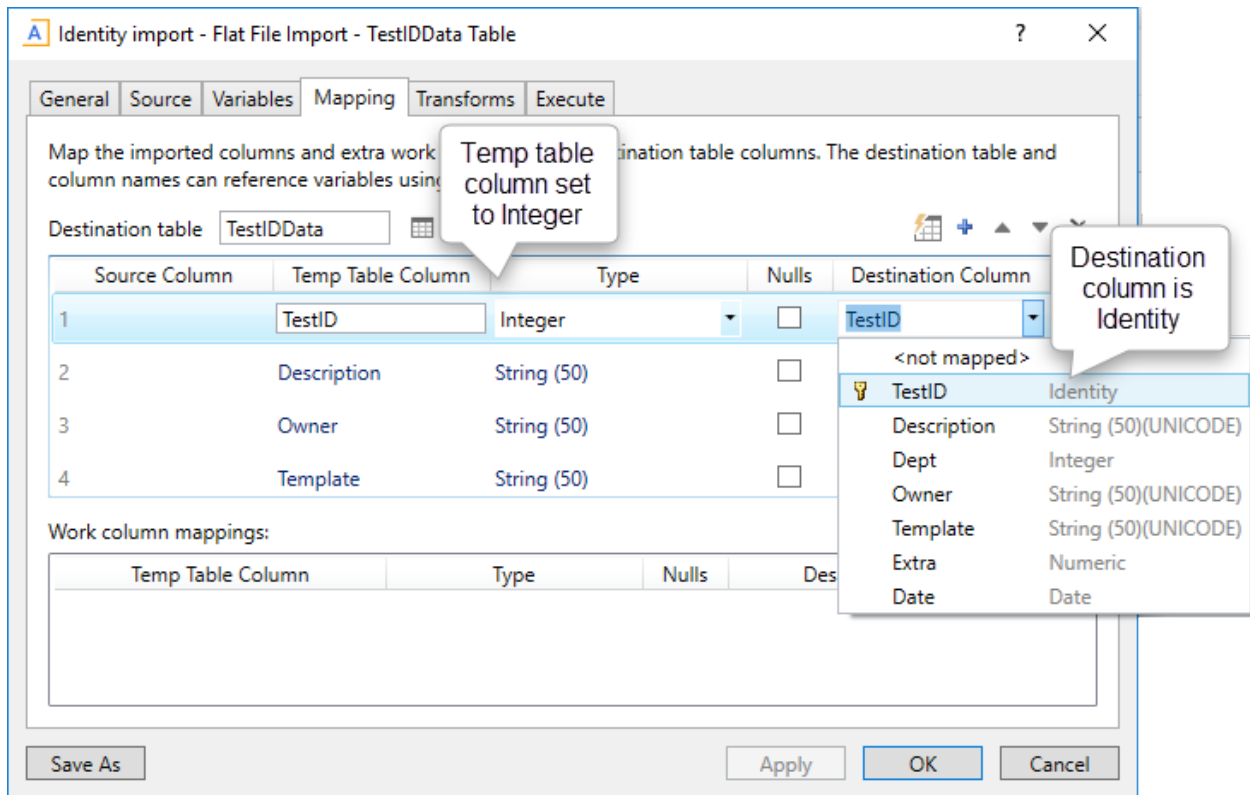 A Identity import - Flat File Import - TestIDData Table ?
General Source Variables Mapping Transforms Execute
Map the imported columns and extra work tination table columns. The destination table and
column names can reference variables using
Temp table
column set
to Integer
Destination table TestIDData
Destination
column is
Identity
Source Column Temp Table Column Type Nulls Destination Column
1 TestID Integer TestID
2 Description String (50)
3 Owner String (50)
4 Template String (50)
<not mapped>
TestID Identity
Description String (50)(UNICODE)
Dept Integer
Owner String (50)(UNICODE)
Template String (50)(UNICODE)
Extra Numeric
Date Date
Work column mappings:
Temp Table Column Type Nulls Des
Save As Apply OK Cancel